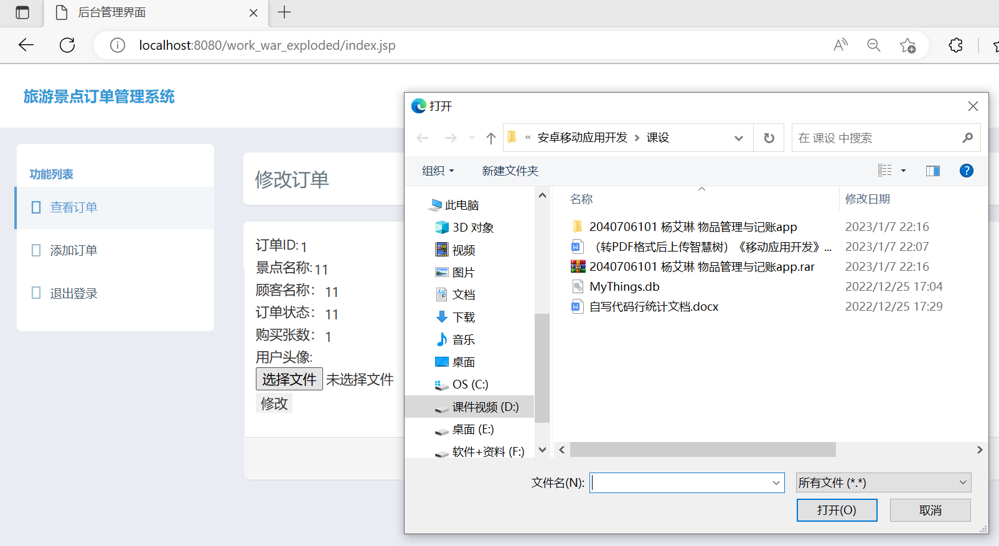 后台管理界面
localhost:8080/work_war_exploded/index.jsp
旅游景点订单管理系统
功能列表
查看订单
添加订单
退出登录
修改订单
订单ID: 1
景点名称: 11
顾客名称： 11
订单状态： 11
购买张数： 1
用户头像:
选择文件 未选择文件
修改
打开
« 安卓移动应用开发 › 课设
在 课设 中搜索
组织 新建文件夹
此电脑
3D 对象
视频
图片
文档
下载
音乐
桌面
OS (C:)
课件视频 (D:)
桌面 (E:)
软件+资料 (F:)
名称 修改日期
2040706101 杨艾琳 物品管理与记账app 2023/1/7 22:16
（转PDF格式后上传智慧树）《移动应用开发》... 2023/1/7 22:07
2040706101 杨艾琳 物品管理与记账app.rar 2023/1/7 22:16
MyThings.db 2022/12/25 17:04
自写代码行统计文档.docx 2022/12/25 17:29
文件名(N): 所有文件 (*.*)
打开(O) 取消